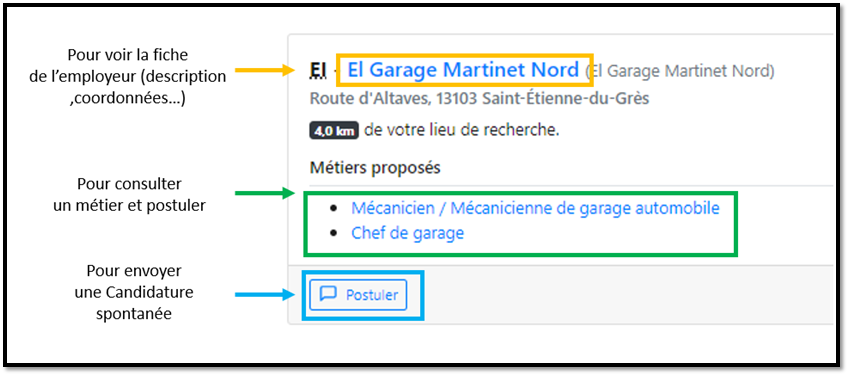 Pour voir la fiche
de l'employeur (description
,coordonnées...)
EI - El Garage Martinet Nord (El Garage Martinet Nord)
Route d'Altaves, 13103 Saint-Étienne-du-Grès
4,0 km de votre lieu de recherche.
Métiers proposés
Pour consulter
un métier et postuler
• Mécanicien / Mécanicienne de garage automobile
• Chef de garage
Pour envoyer
une Candidature
spontanée
Postuler